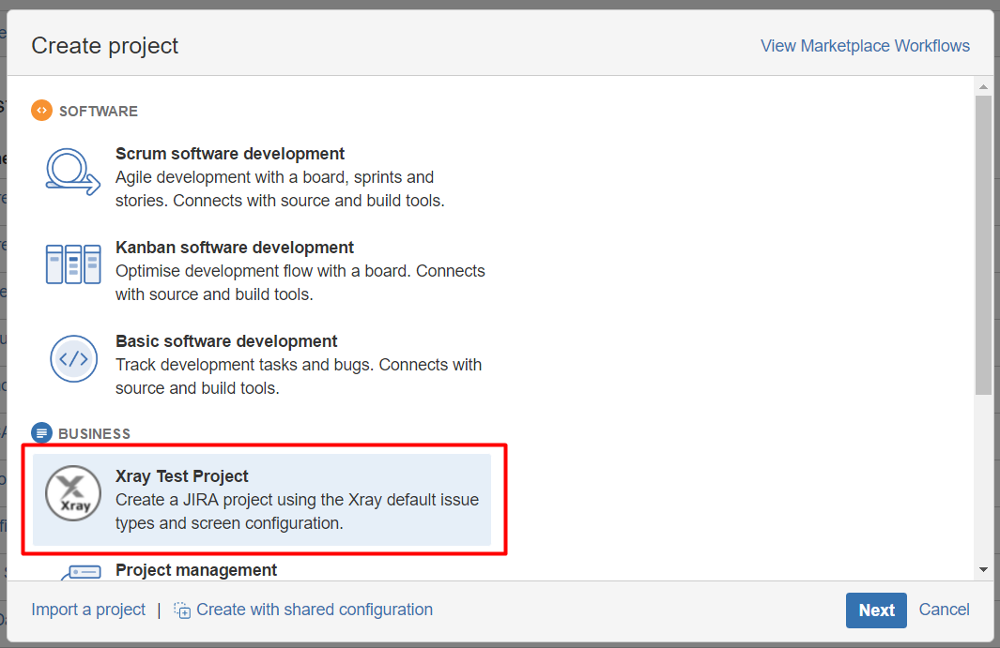 Create project
View Marketplace Workflows
SOFTWARE
Scrum software development
Agile development with a board, sprints and
stories. Connects with source and build tools.
Kanban software development
Optimise development flow with a board. Connects
with source and build tools.
Basic software development
Track development tasks and bugs. Connects with
source and build tools.
BUSINESS
Xray
Xray Test Project
Create a JIRA project using the Xray default issue
types and screen configuration.
Project management
Import a project | Create with shared configuration
Next
Cancel